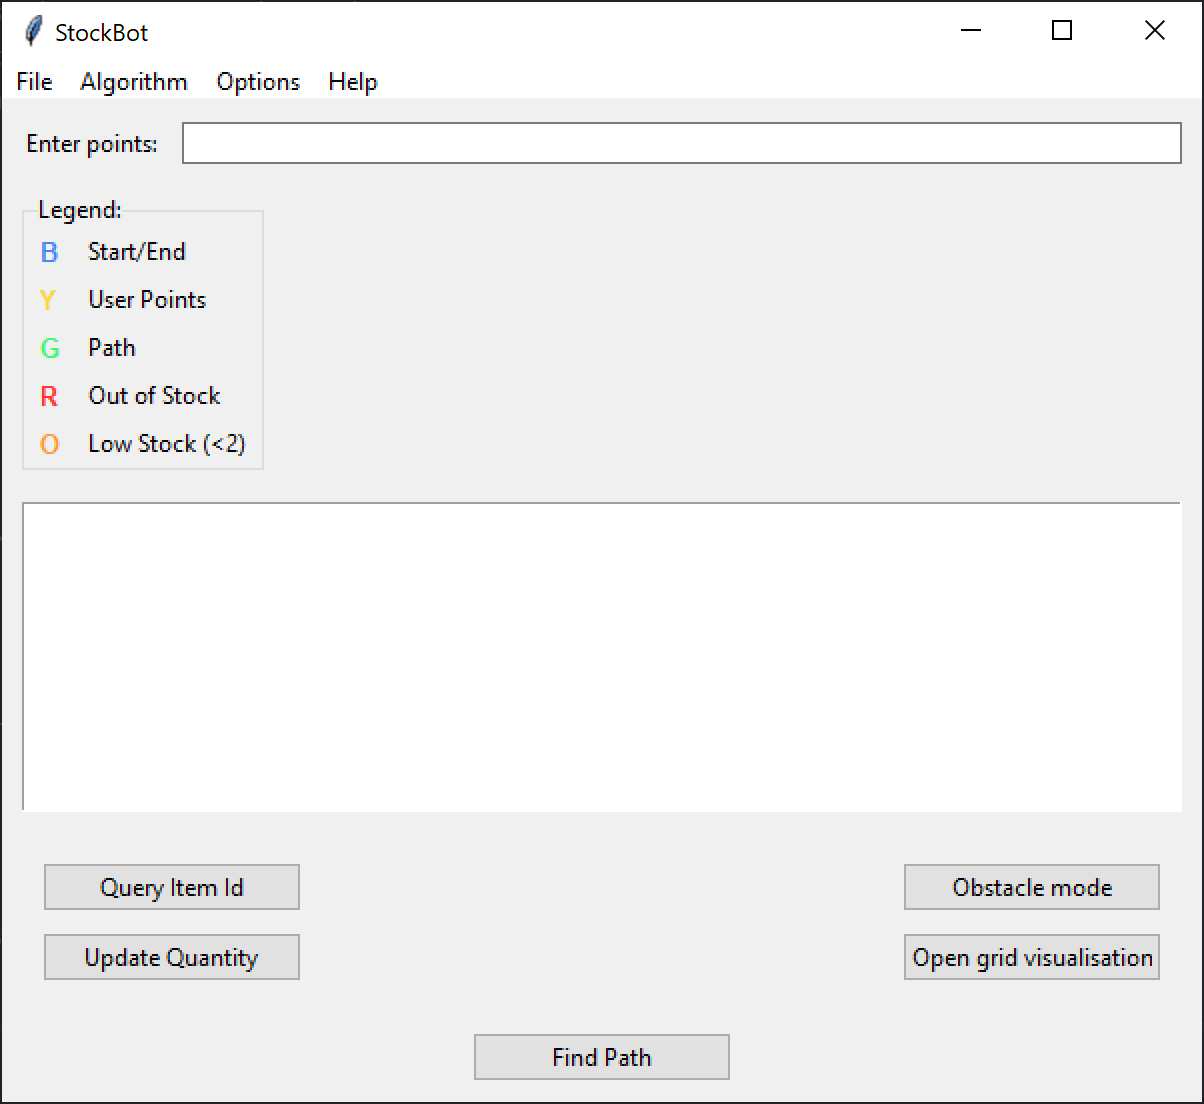 StockBot
File Algorithm Options Help
Enter points:
Legend:
B Start/End
Y User Points
G Path
R Out of Stock
O Low Stock (<2)
Query Item Id Obstacle mode
Update Quantity Open grid visualisation
Find Path